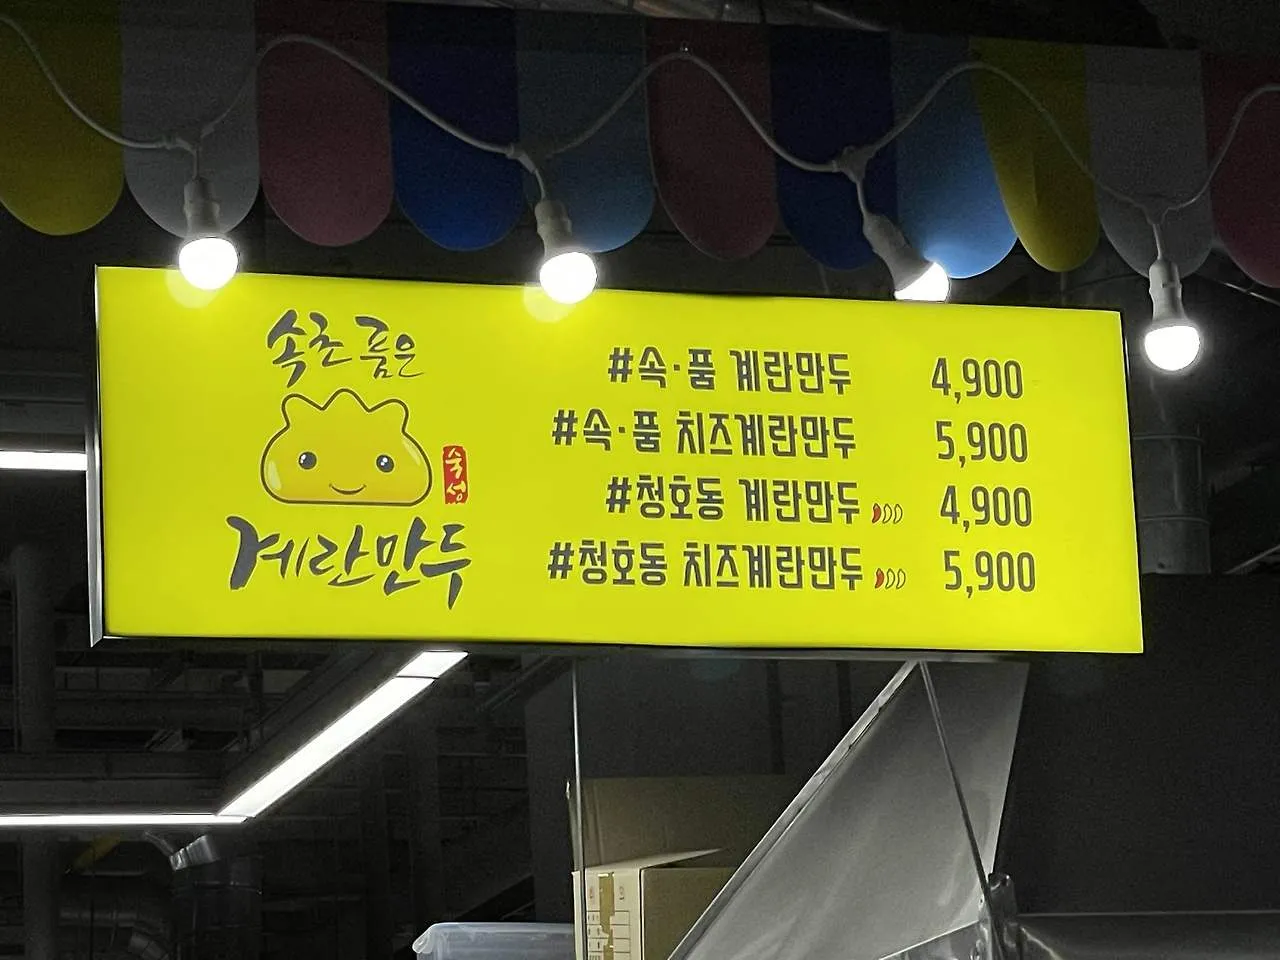 속초 품은
숙성
계란만두
#속·품 계란만두 4,900
#속·품 치즈계란만두 5,900
#청호동 계란만두 4,900
#청호동 치즈계란만두 5,900